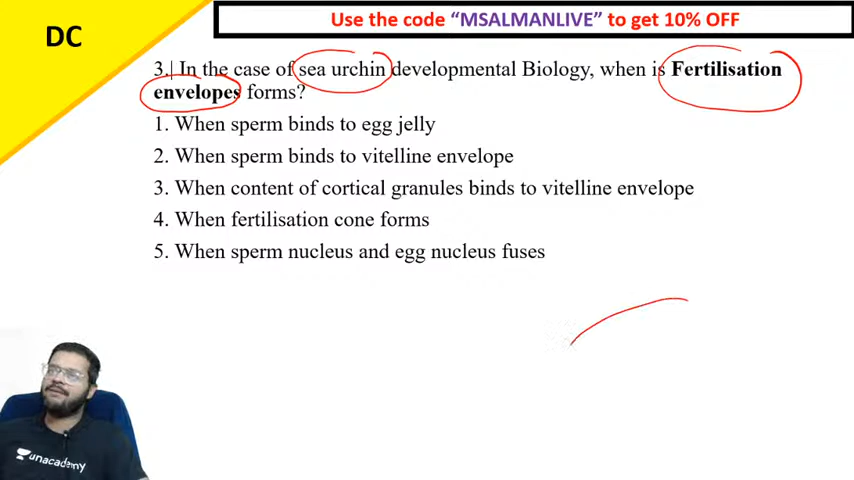 DC
Use the code “MSALMANLIVE” to get 10% OFF
3.| In the case of sea urchin developmental Biology, when is Fertilisation
envelopes forms?
1. When sperm binds to egg jelly
2. When sperm binds to vitelline envelope
3. When content of cortical granules binds to vitelline envelope
4. When fertilisation cone forms
5. When sperm nucleus and egg nucleus fuses
unacademy